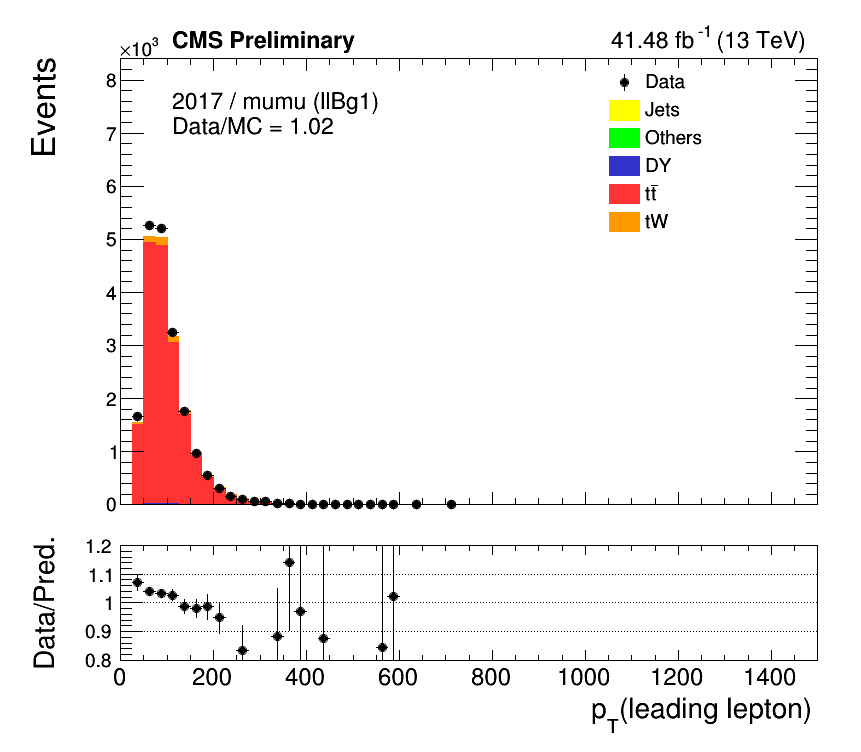 ×10³ CMS Preliminary 41.48 fb⁻¹ (13 TeV)
Events
2017 / mumu (llBg1)
Data/MC = 1.02
Data
Jets
Others
DY
tt̄
tW
8
7
6
5
4
3
2
1
0
Data/Pred.
1.2
1.1
1
0.9
0.8
0 200 400 600 800 1000 1200 1400
p_T(leading lepton)